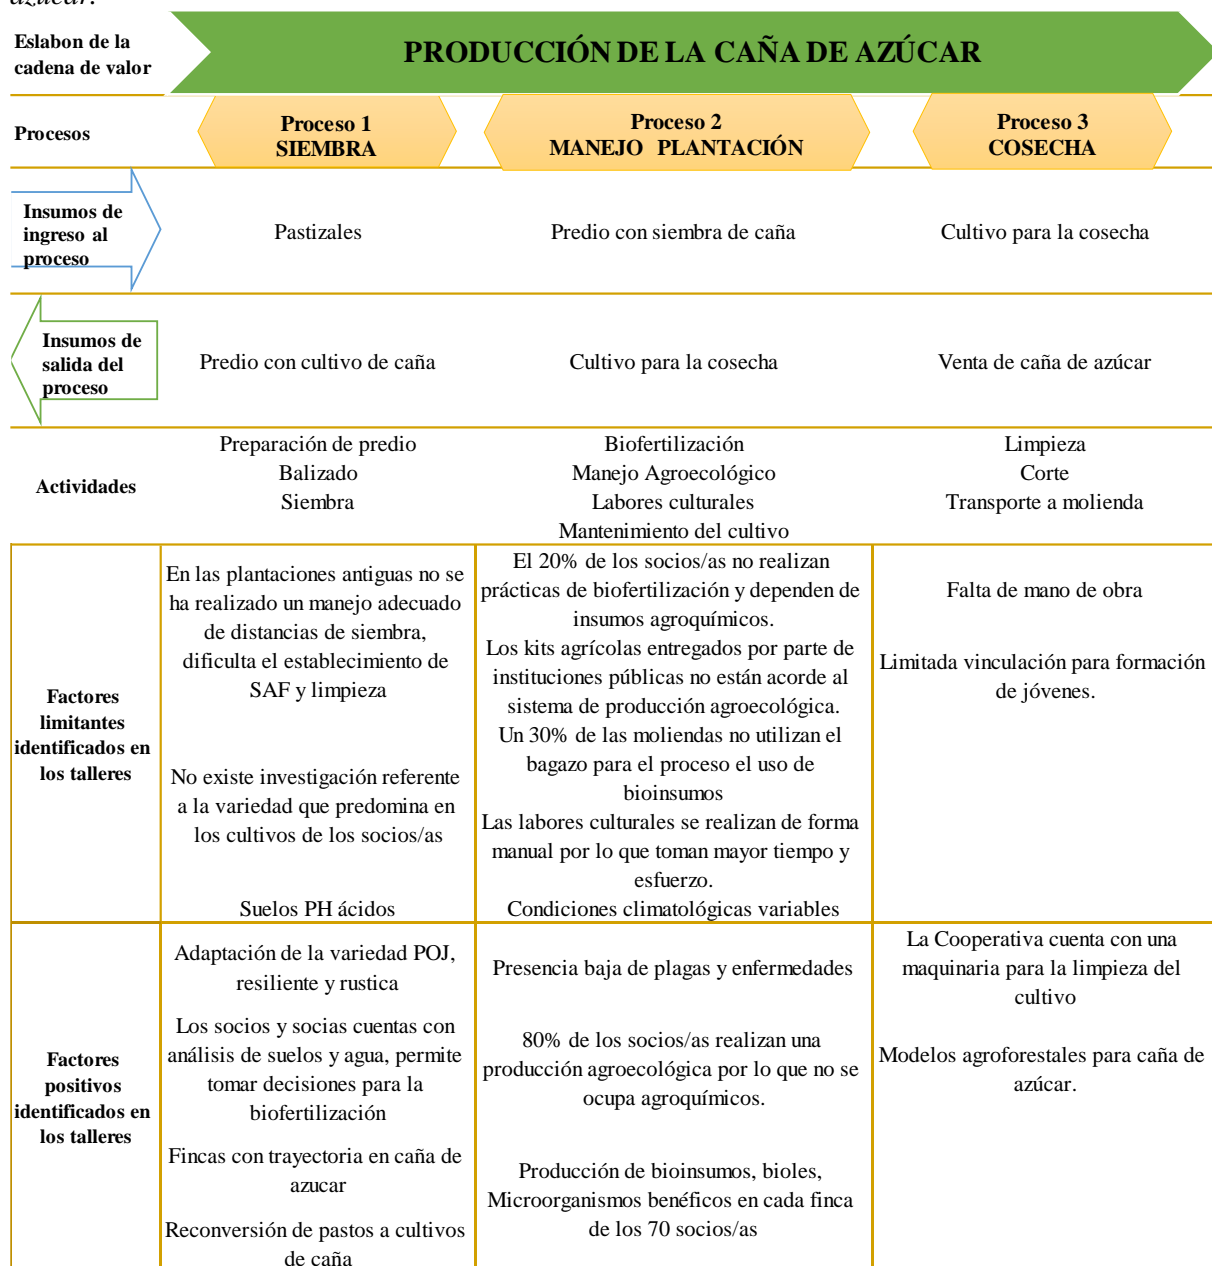 azúcar.
Eslabon de la
cadena de valor
PRODUCCIÓN DE LA CAÑA DE AZÚCAR
Procesos
Proceso 1
SIEMBRA
Proceso 2
MANEJO PLANTACIÓN
Proceso 3
COSECHA
Insumos de
ingreso al
proceso
Pastizales
Predio con siembra de caña
Cultivo para la cosecha
Insumos de
salida del
proceso
Predio con cultivo de caña
Cultivo para la cosecha
Venta de caña de azúcar
Actividades
Preparación de predio
Balizado
Siembra
Biofertilización
Manejo Agroecológico
Labores culturales
Mantenimiento del cultivo
Limpieza
Corte
Transporte a molienda
Factores
limitantes
identificados en
los talleres
En las plantaciones antiguas no se
ha realizado un manejo adecuado
de distancias de siembra,
dificulta el establecimiento de
SAF y limpieza
No existe investigación referente
a la variedad que predomina en
los cultivos de los socios/as
Suelos PH ácidos
El 20% de los socios/as no realizan
prácticas de biofertilización y dependen de
insumos agroquímicos.
Los kits agrícolas entregados por parte de
instituciones públicas no están acorde al
sistema de producción agroecológica.
Un 30% de las moliendas no utilizan el
bagazo para el proceso el uso de
bioinsumos
Las labores culturales se realizan de forma
manual por lo que toman mayor tiempo y
esfuerzo.
Condiciones climatológicas variables
Falta de mano de obra
Limitada vinculación para formación
de jóvenes.
Factores
positivos
identificados en
los talleres
Adaptación de la variedad POJ,
resiliente y rustica
Los socios y socias cuentas con
análisis de suelos y agua, permite
tomar decisiones para la
biofertilización
Fincas con trayectoria en caña de
azucar
Reconversión de pastos a cultivos
de caña
Presencia baja de plagas y enfermedades
80% de los socios/as realizan una
producción agroecológica por lo que no se
ocupa agroquímicos.
Producción de bioinsumos, bioles,
Microorganismos benéficos en cada finca
de los 70 socios/as
La Cooperativa cuenta con una
maquinaria para la limpieza del
cultivo
Modelos agroforestales para caña de
azúcar.